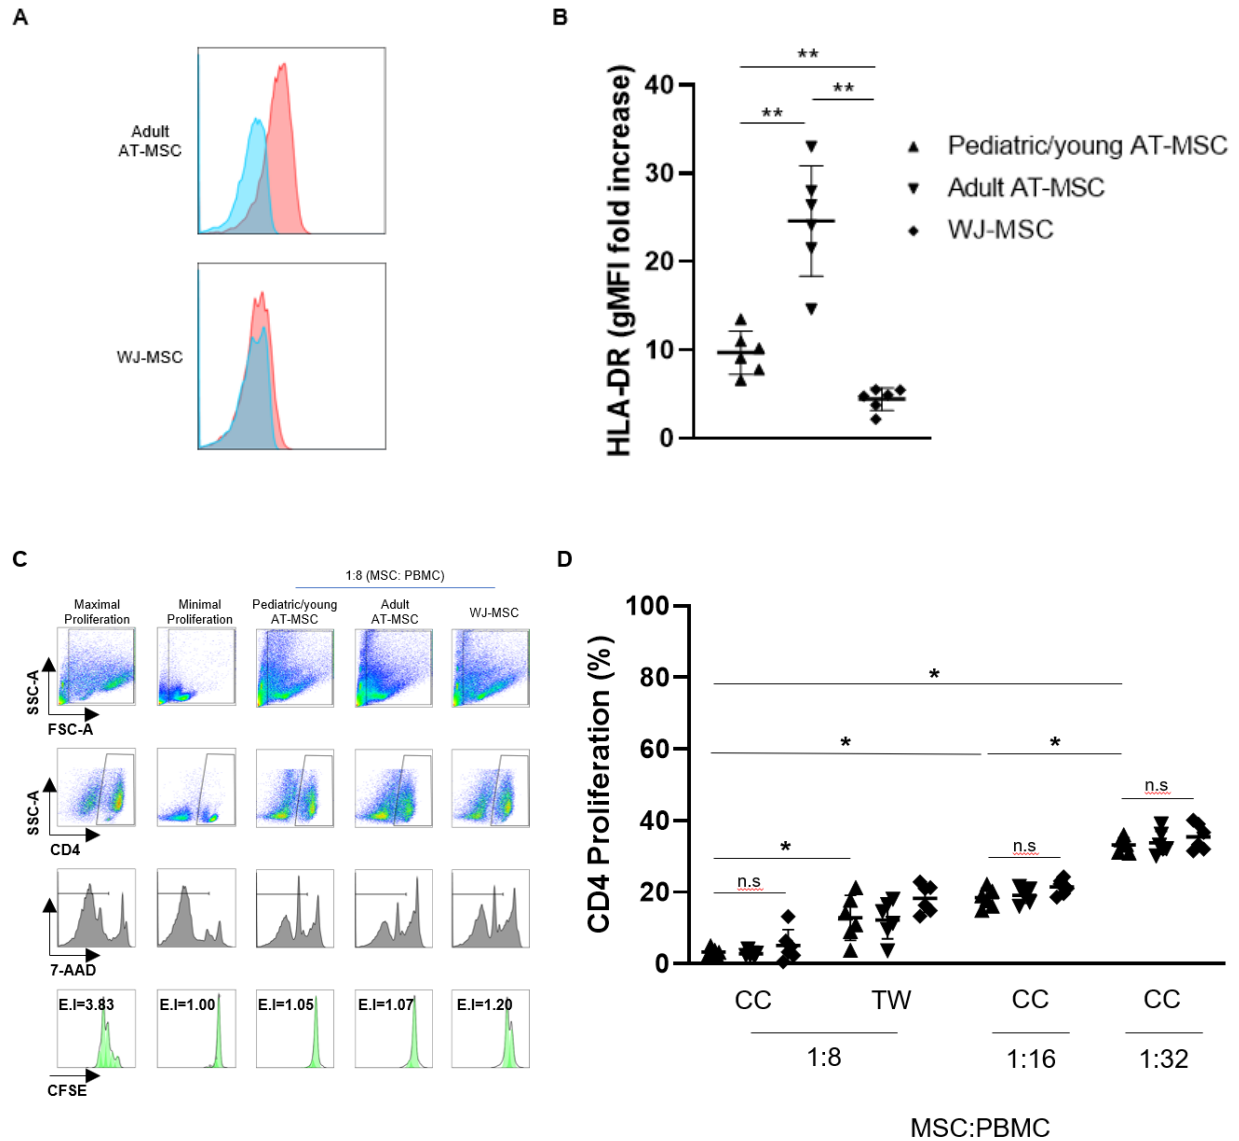 A
Adult
AT-MSC
WJ-MSC
B
HLA-DR (gMFI fold increase)
40
30
20
10
0
**
**
**
Pediatric/young AT-MSC
Adult AT-MSC
WJ-MSC
C
1:8 (MSC: PBMC)
Maximal
Proliferation
Minimal
Proliferation
Pediatric/young
AT-MSC
Adult
AT-MSC
WJ-MSC
SSC-A
FSC-A
SSC-A
CD4
7-AAD
E.I=3.83
E.I=1.00
E.I=1.05
E.I=1.07
E.I=1.20
CFSE
D
CD4 Proliferation (%)
100
80
60
40
20
0
*
*
*
n.s
*
n.s
n.s
CC
TW
CC
CC
1:8
1:16
1:32
MSC:PBMC